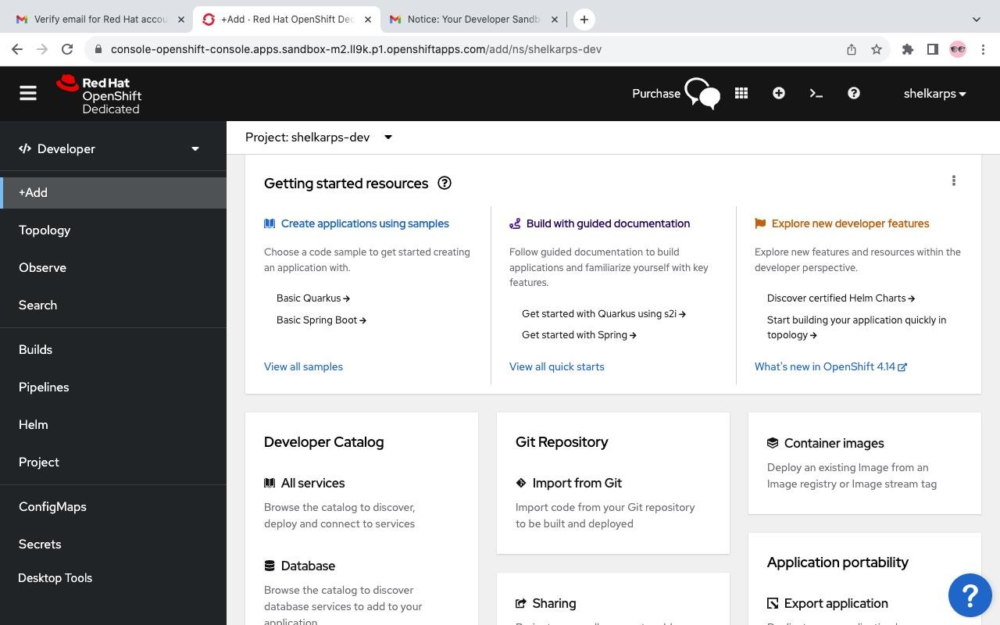 Verify email for Red Hat accou
+Add · Red Hat OpenShift Dec
Notice: Your Developer Sandb
console-openshift-console.apps.sandbox-m2.ll9k.p1.openshiftapps.com/add/ns/shelkarps-dev
Red Hat
OpenShift
Dedicated
Purchase
shelkarps
Developer
+Add
Topology
Observe
Search
Builds
Pipelines
Helm
Project
ConfigMaps
Secrets
Desktop Tools
Project: shelkarps-dev
Getting started resources
Create applications using samples
Choose a code sample to get started creating
an application with.
Basic Quarkus
Basic Spring Boot
View all samples
Build with guided documentation
Follow guided documentation to build
applications and familiarize yourself with key
features.
Get started with Quarkus using s2i
Get started with Spring
View all quick starts
Explore new developer features
Explore new features and resources within the
developer perspective.
Discover certified Helm Charts
Start building your application quickly in
topology
What's new in OpenShift 4.14
Developer Catalog
All services
Browse the catalog to discover,
deploy and connect to services
Database
Browse the catalog to discover
database services to add to your
application
Git Repository
Import from Git
Import code from your Git repository
to be built and deployed
Sharing
Container images
Deploy an existing Image from an
Image registry or Image stream tag
Application portability
Export application